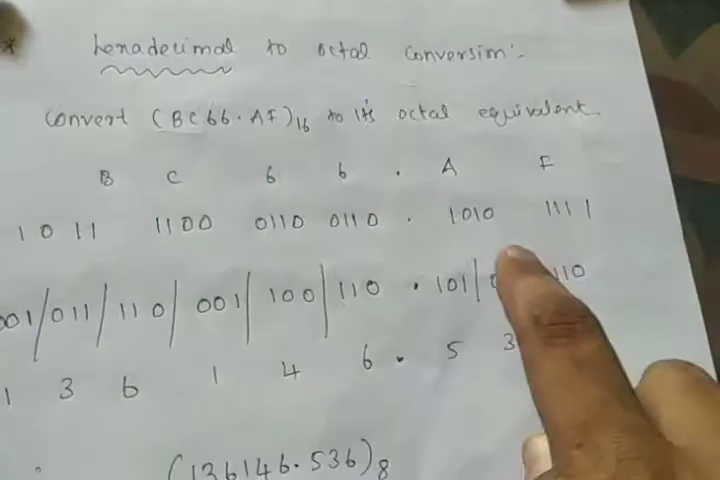 * hexadecimal to octal conversion:-
convert (BC66.AF)16 to it's octal equivalent.
B C 6 6 . A F
1011 1100 0110 0110 . 1010 1111
001/011/110/001/100/110 . 101/ 110
1 3 6 1 4 6 . 5 3
(136146.536)8